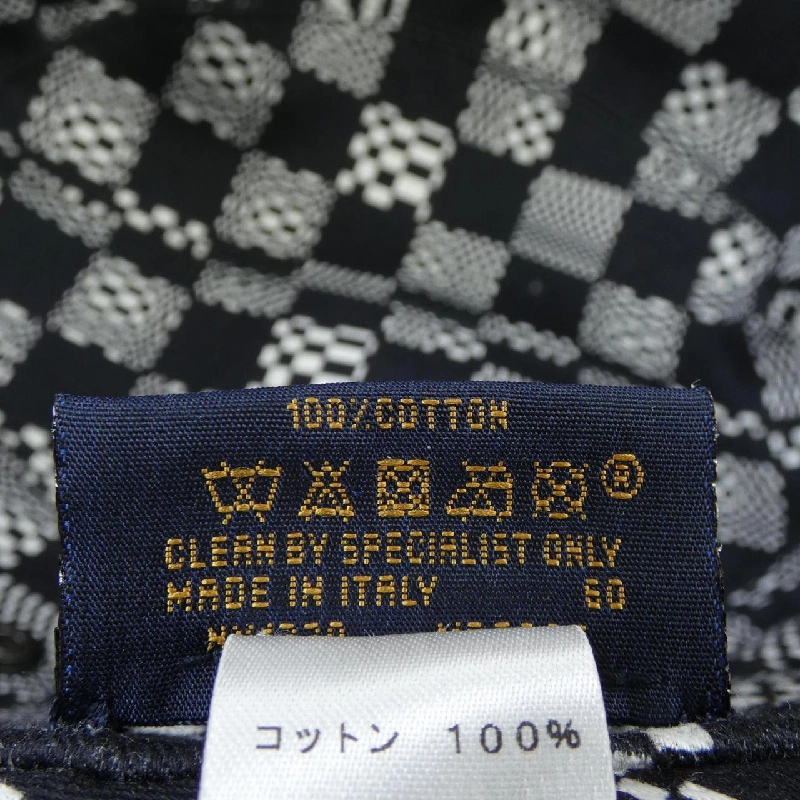 100%COTTON
®
CLEAN BY SPECIALIST ONLY
MADE IN ITALY 60
コットン 100%